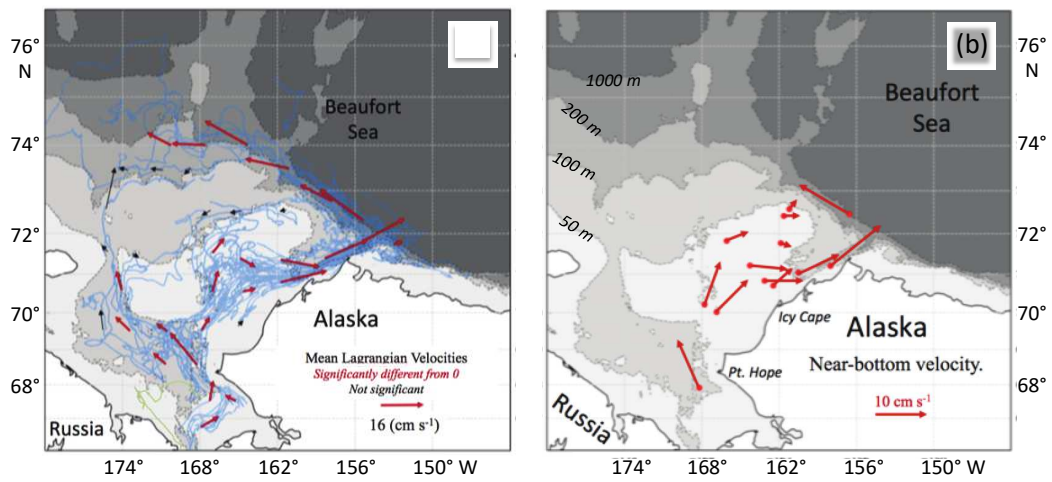 76°
N
74°
72°
70°
68°
Beaufort
Sea
Alaska
Mean Lagrangian Velocities
Significantly different from 0
Not significant
16 (cm s⁻¹)
Russia
174°
168°
162°
156°
150° W
(b)
76°
N
1000 m
Beaufort
Sea
200 m
74°
100 m
50 m
72°
70°
Icy Cape
Alaska
Near-bottom velocity.
Pt. Hope
68°
10 cm s⁻¹
Russia
174°
168°
162°
156°
150° W